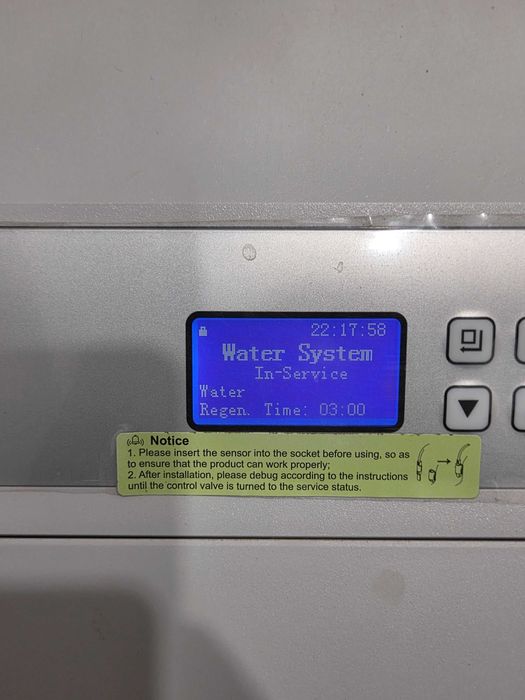 22:17:58
Water System
In-Service
Water
Regen. Time: 03:00
Notice
1. Please insert the sensor into the socket before using, so as
to ensure that the product can work properly;
2. After installation, please debug according to the instructions
until the control valve is turned to the service status.